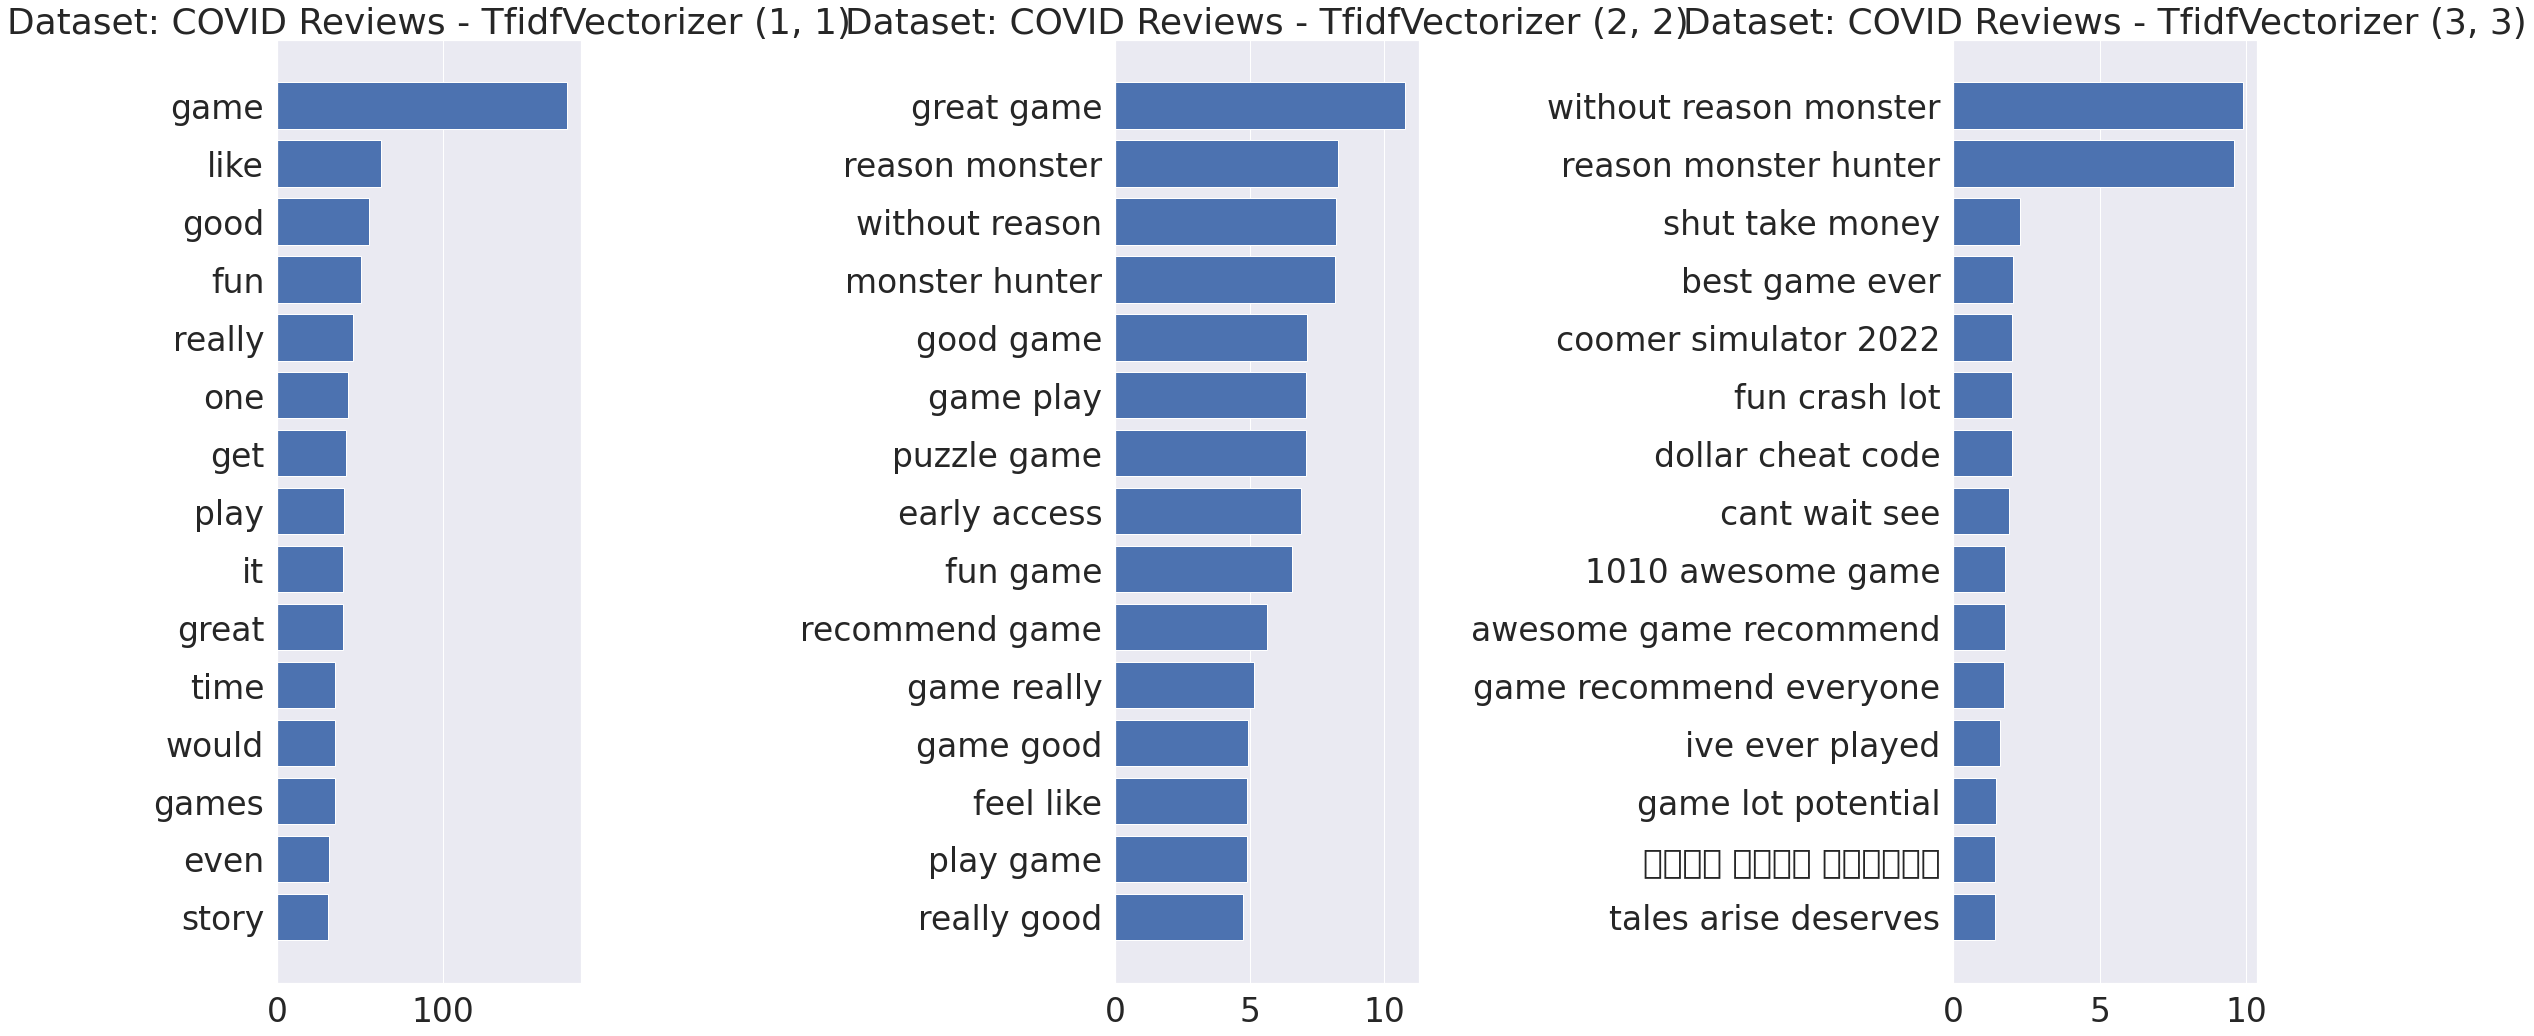 Dataset: COVID Reviews - TfidfVectorizer (1, 1)
game
like
good
fun
really
one
get
play
it
great
time
would
games
even
story
0 100
Dataset: COVID Reviews - TfidfVectorizer (2, 2)
great game
reason monster
without reason
monster hunter
good game
game play
puzzle game
early access
fun game
recommend game
game really
game good
feel like
play game
really good
0 5 10
Dataset: COVID Reviews - TfidfVectorizer (3, 3)
without reason monster
reason monster hunter
shut take money
best game ever
coomer simulator 2022
fun crash lot
dollar cheat code
cant wait see
1010 awesome game
awesome game recommend
game recommend everyone
ive ever played
game lot potential
tales arise deserves
0 5 10